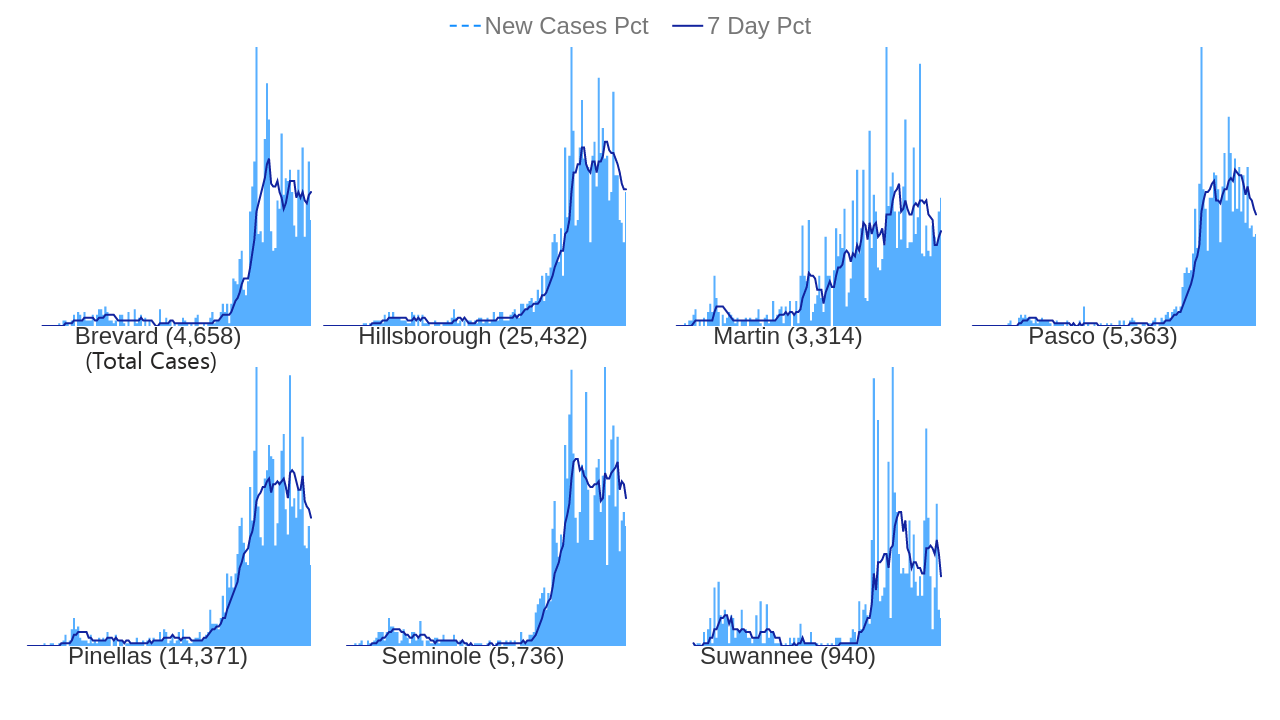 New Cases Pct 7 Day Pct
Brevard (4,658) Hillsborough (25,432) Martin (3,314) Pasco (5,363)
(Total Cases)
Pinellas (14,371) Seminole (5,736) Suwannee (940)